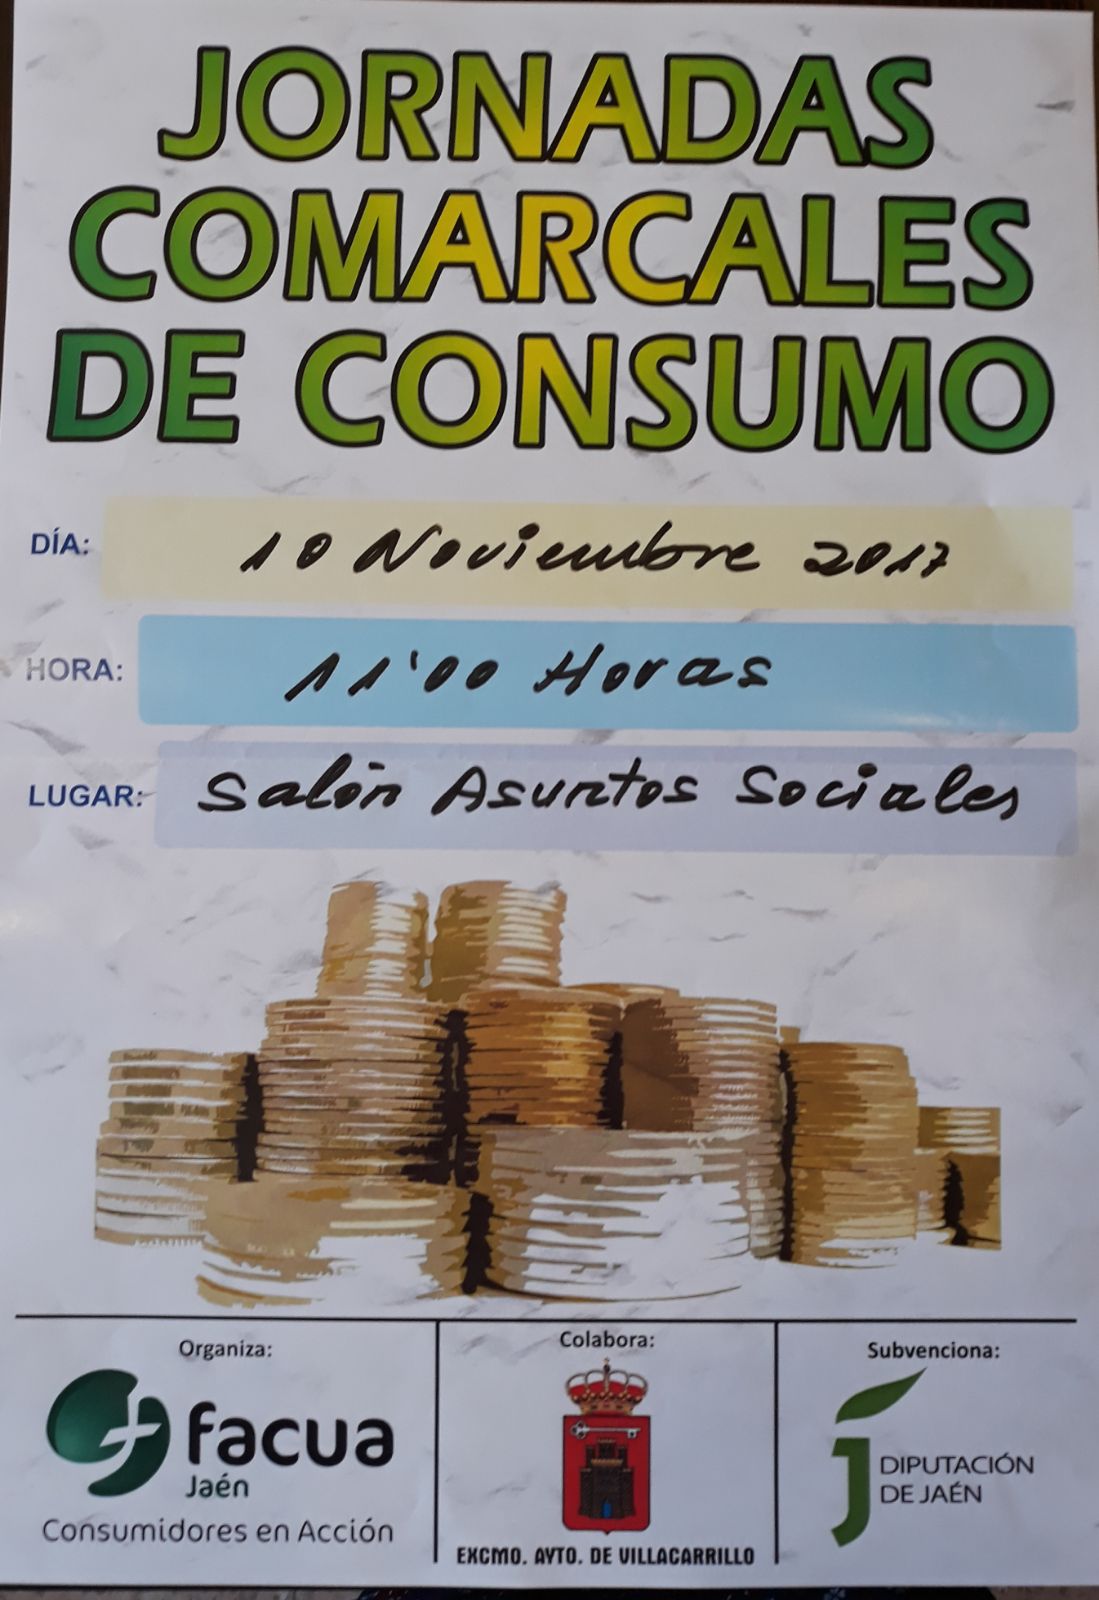 JORNADAS
COMARCALES
DE CONSUMO
DÍA: 10 Noviembre 2017
HORA: 11'00 Horas
LUGAR: Salón Asuntos Sociales
Organiza:
facua
Jaén
Consumidores en Acción
Colabora:
EXCMO. AYTO. DE VILLACARRILLO
Subvenciona:
DIPUTACIÓN
DE JAÉN